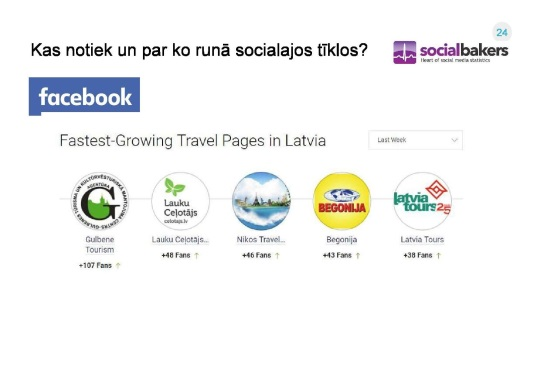 24
Kas notiek un par ko runā socialajos tīklos?
socialbakers
Heart of social media statistics
facebook
Fastest-Growing Travel Pages in Latvia
Last Week
G
Lauku
Ceļotājs
celotajs.lv
BEGONIJA
latvia
tours 25
Gulbene
Tourism
Lauku Ceļotājs...
Nikos Travel...
Begonija
Latvia Tours
+107 Fans ↑
+48 Fans ↑
+46 Fans ↑
+43 Fans ↑
+38 Fans ↑